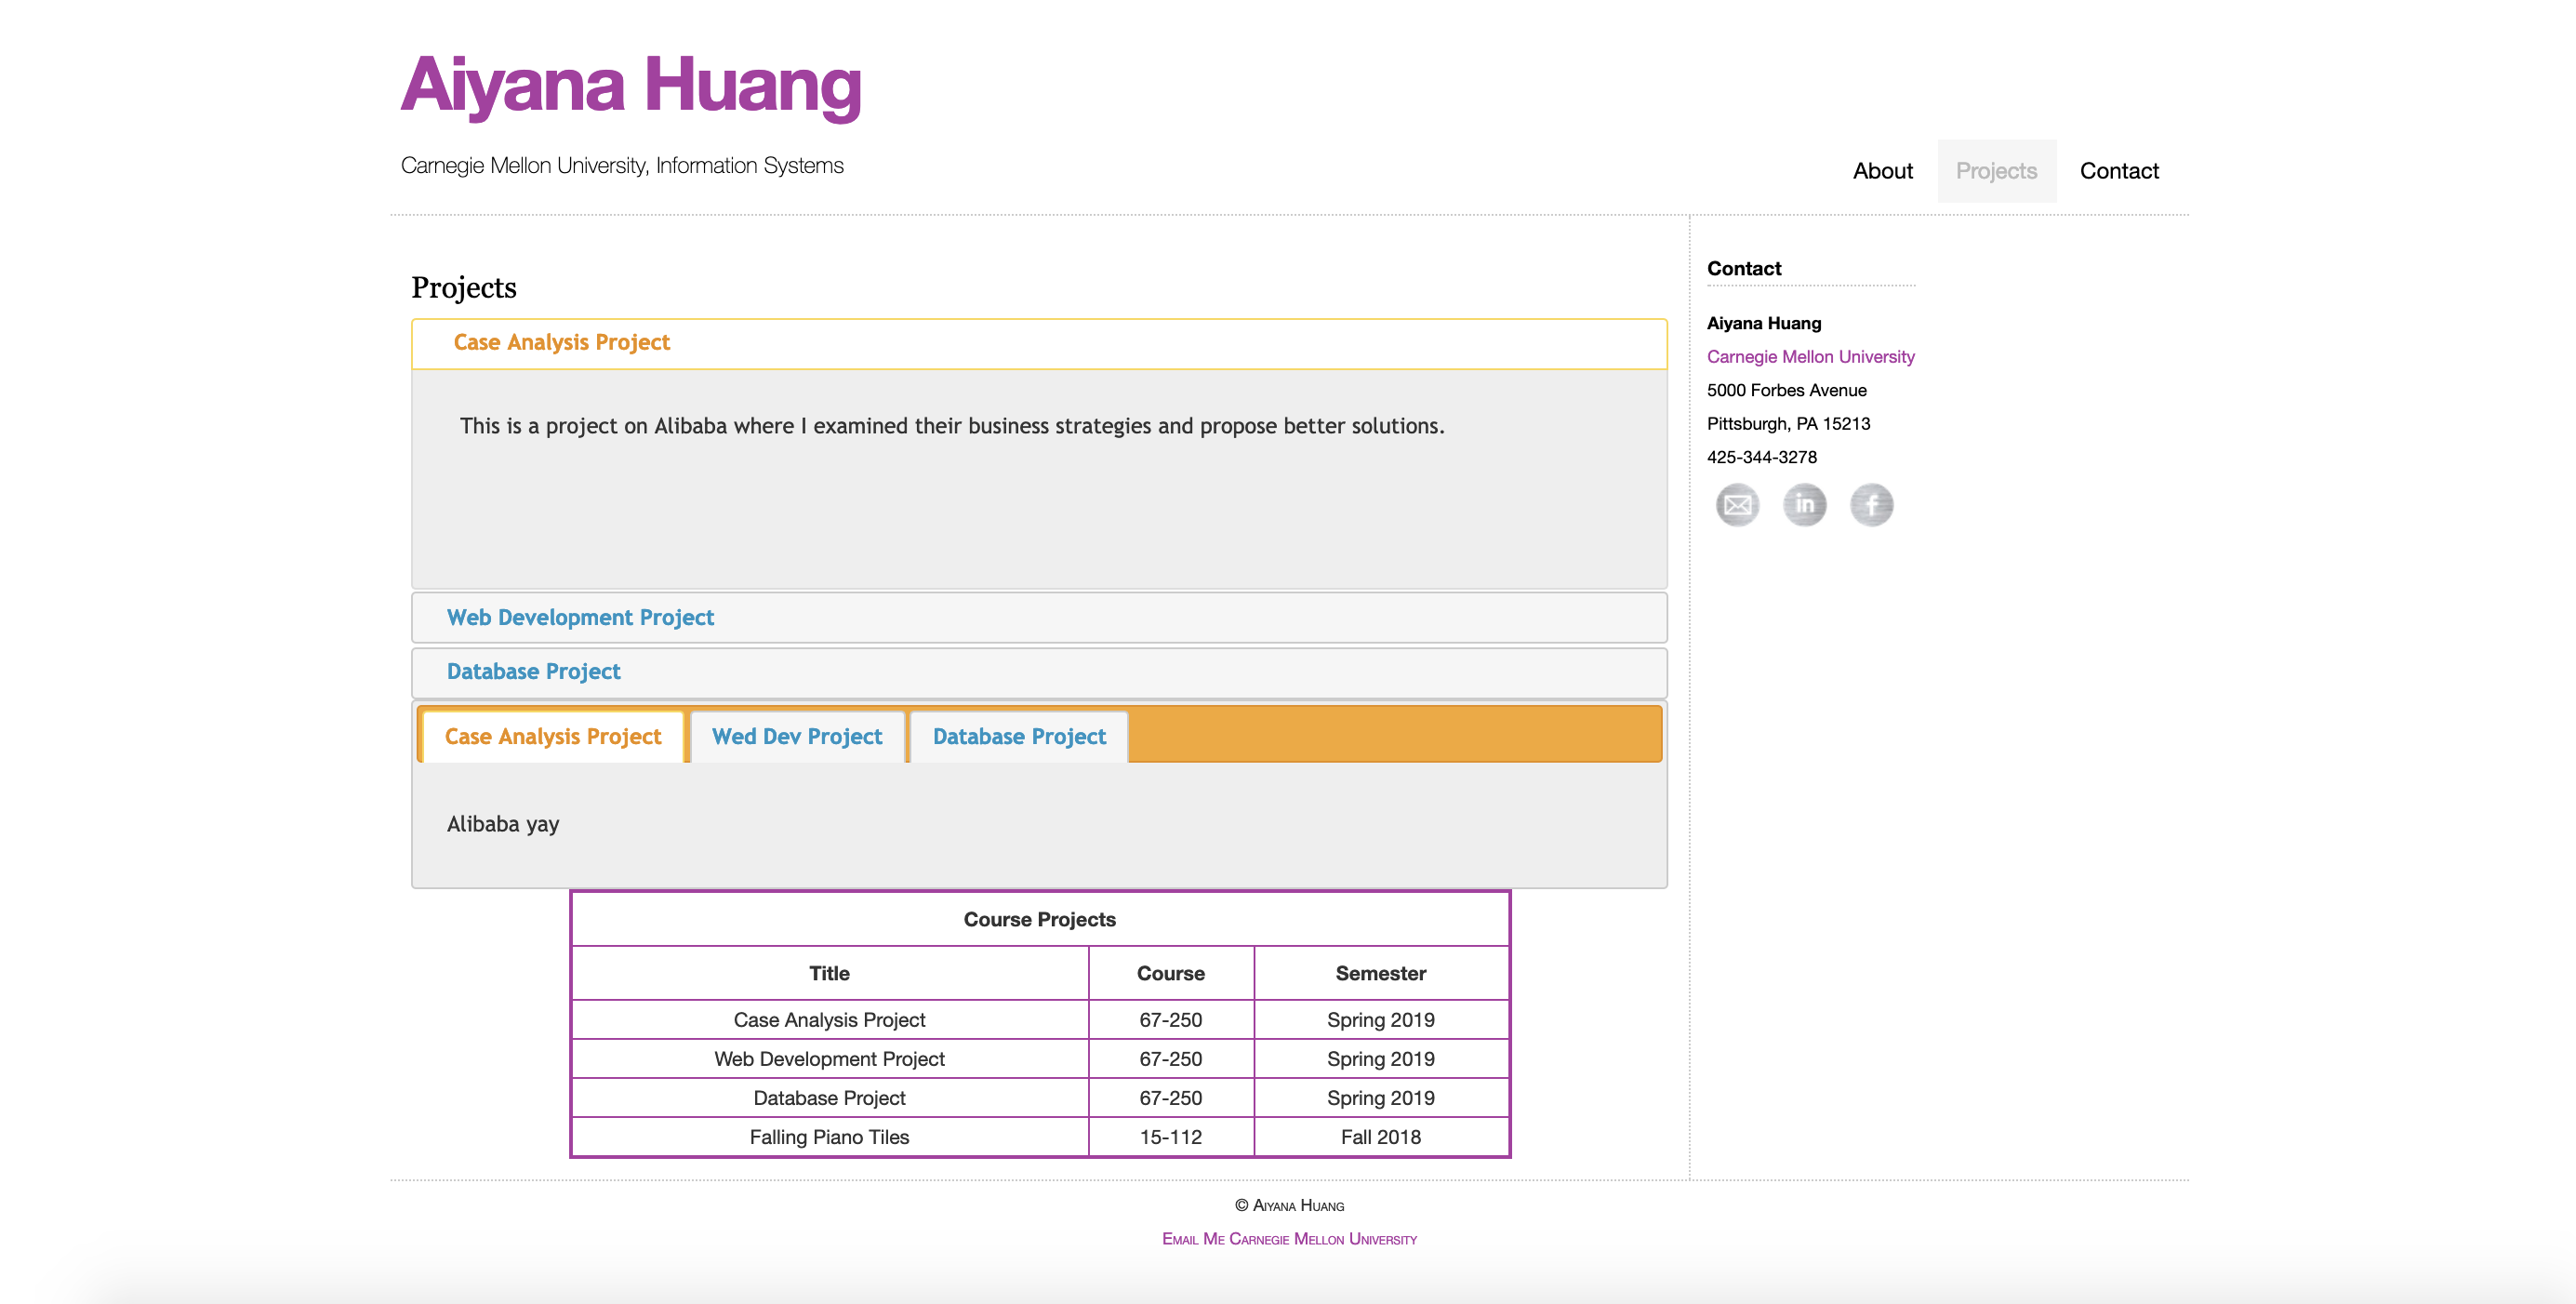 Aiyana Huang
Carnegie Mellon University, Information Systems
About Projects Contact
Projects
Case Analysis Project
This is a project on Alibaba where I examined their business strategies and propose better solutions.
Web Development Project
Database Project
Case Analysis Project Wed Dev Project Database Project
Alibaba yay
Course Projects
Title Course Semester
Case Analysis Project 67-250 Spring 2019
Web Development Project 67-250 Spring 2019
Database Project 67-250 Spring 2019
Falling Piano Tiles 15-112 Fall 2018
Contact
Aiyana Huang
Carnegie Mellon University
5000 Forbes Avenue
Pittsburgh, PA 15213
425-344-3278
in f
© Aiyana Huang
Email Me Carnegie Mellon University